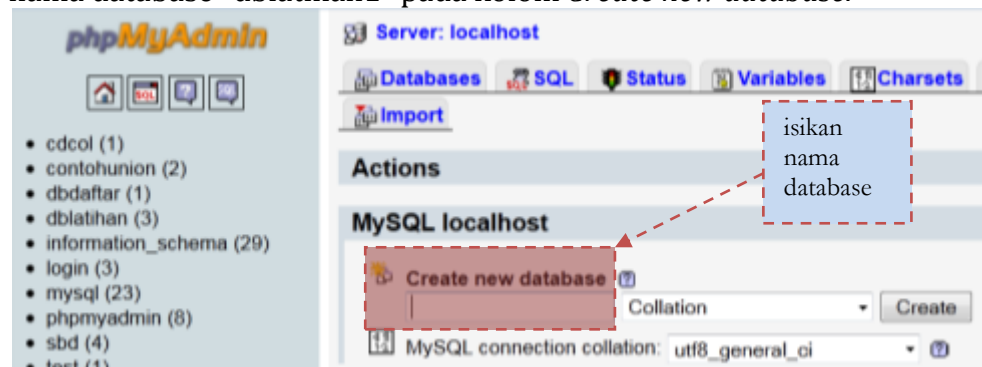 phpMyAdmin
SQL
cdcol (1)
contohunion (2)
dbdaftar (1)
dblatihan (3)
information_schema (29)
login (3)
mysql (23)
phpmyadmin (8)
sbd (4)
Server: localhost
Databases SQL Status Variables Charsets
Import
isikan
nama
database
Actions
MySQL localhost
Create new database
Collation Create
MySQL connection collation: utf8_general_ci